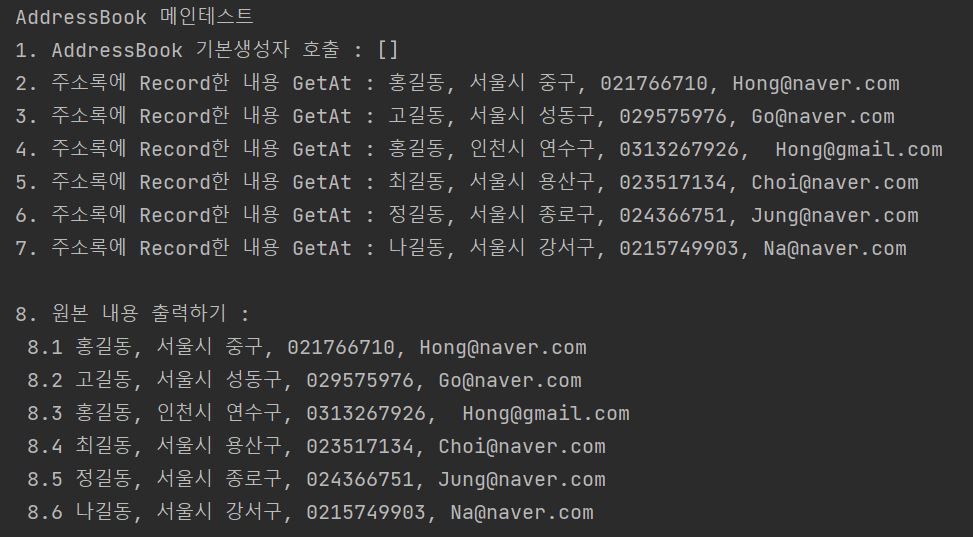 AddressBook 메인테스트
1. AddressBook 기본생성자 호출 : []
2. 주소록에 Record한 내용 GetAt : 홍길동, 서울시 중구, 021766710, Hong@naver.com
3. 주소록에 Record한 내용 GetAt : 고길동, 서울시 성동구, 029575976, Go@naver.com
4. 주소록에 Record한 내용 GetAt : 홍길동, 인천시 연수구, 0313267926,  Hong@gmail.com
5. 주소록에 Record한 내용 GetAt : 최길동, 서울시 용산구, 023517134, Choi@naver.com
6. 주소록에 Record한 내용 GetAt : 정길동, 서울시 종로구, 024366751, Jung@naver.com
7. 주소록에 Record한 내용 GetAt : 나길동, 서울시 강서구, 0215749903, Na@naver.com
8. 원본 내용 출력하기 :
8.1 홍길동, 서울시 중구, 021766710, Hong@naver.com
8.2 고길동, 서울시 성동구, 029575976, Go@naver.com
8.3 홍길동, 인천시 연수구, 0313267926,  Hong@gmail.com
8.4 최길동, 서울시 용산구, 023517134, Choi@naver.com
8.5 정길동, 서울시 종로구, 024366751, Jung@naver.com
8.6 나길동, 서울시 강서구, 0215749903, Na@naver.com